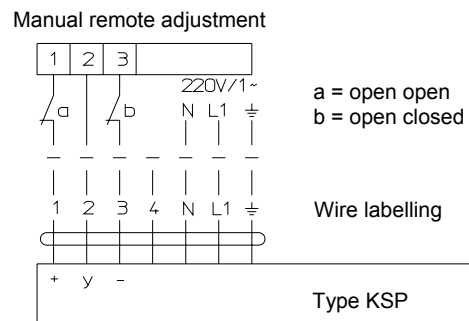 Manual remote adjustment
1 2 3
220V/1~
a b N L1
a = open open
b = open closed
1 2 3 4 N L1
Wire labelling
+ y -
Type KSP